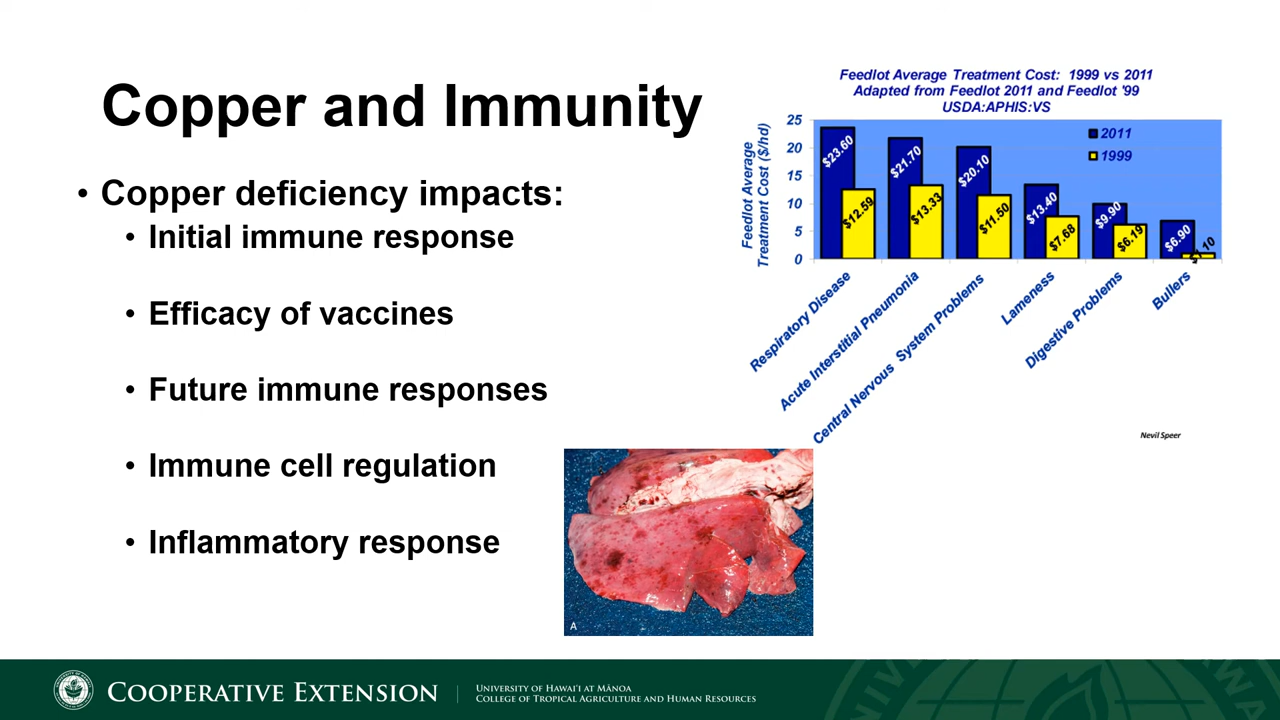 Copper and Immunity
• Copper deficiency impacts:
• Initial immune response
• Efficacy of vaccines
• Future immune responses
• Immune cell regulation
• Inflammatory response
Feedlot Average Treatment Cost: 1999 vs 2011
Adapted from Feedlot 2011 and Feedlot '99
USDA:APHIS:VS
Feedlot Average
Treatment Cost ($/hd)
25
20
15
10
5
0
2011
1999
$23.60
$12.59
$21.70
$13.33
$20.10
$11.50
$13.40
$7.68
$9.90
$6.19
$6.90
$1.10
Respiratory Disease
Acute Interstitial Pneumonia
Central Nervous System Problems
Lameness
Digestive Problems
Bullers
Nevil Speer
A
COOPERATIVE EXTENSION
UNIVERSITY OF HAWAI'I AT MĀNOA
COLLEGE OF TROPICAL AGRICULTURE AND HUMAN RESOURCES